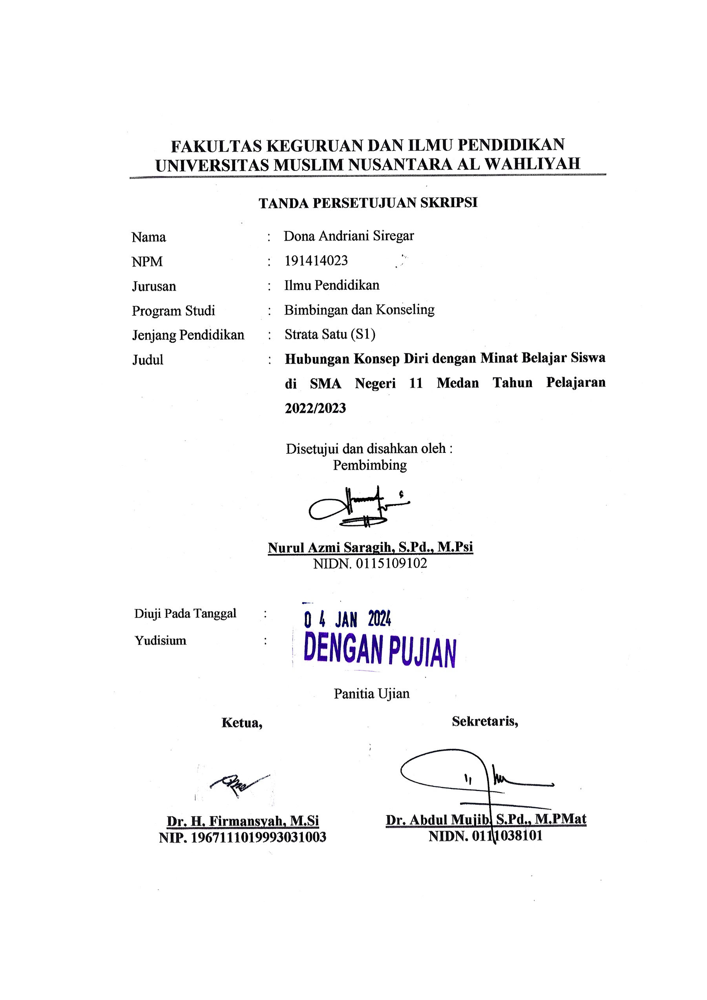 FAKULTAS KEGURUAN DAN ILMU PENDIDIKAN
UNIVERSITAS MUSLIM NUSANTARA AL WAHLIYAH
TANDA PERSETUJUAN SKRIPSI
Nama : Dona Andriani Siregar
NPM : 191414023
Jurusan : Ilmu Pendidikan
Program Studi : Bimbingan dan Konseling
Jenjang Pendidikan : Strata Satu (S1)
Judul : Hubungan Konsep Diri dengan Minat Belajar Siswa
di SMA Negeri 11 Medan Tahun Pelajaran
2022/2023
Disetujui dan disahkan oleh :
Pembimbing
Nurul Azmi Saragih, S.Pd., M.Psi
NIDN. 0115109102
Diuji Pada Tanggal : 04 JAN 2024
Yudisium : DENGAN PUJIAN
Panitia Ujian
Ketua, Sekretaris,
Dr. H. Firmansyah, M.Si Dr. Abdul Mujib, S.Pd., M.PMat
NIP. 1967111019993031003 NIDN. 0111038101